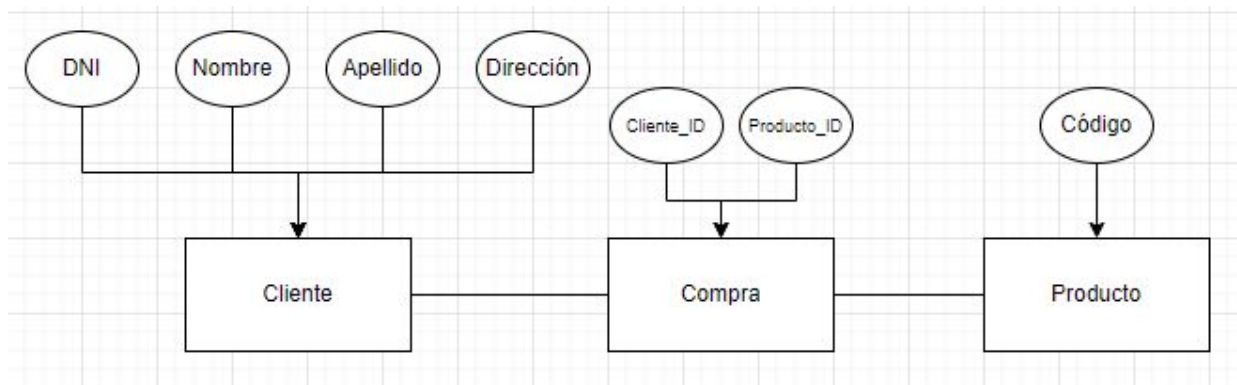 DNI
Nombre
Apellido
Dirección
Cliente_ID
Producto_ID
Código
Cliente
Compra
Producto